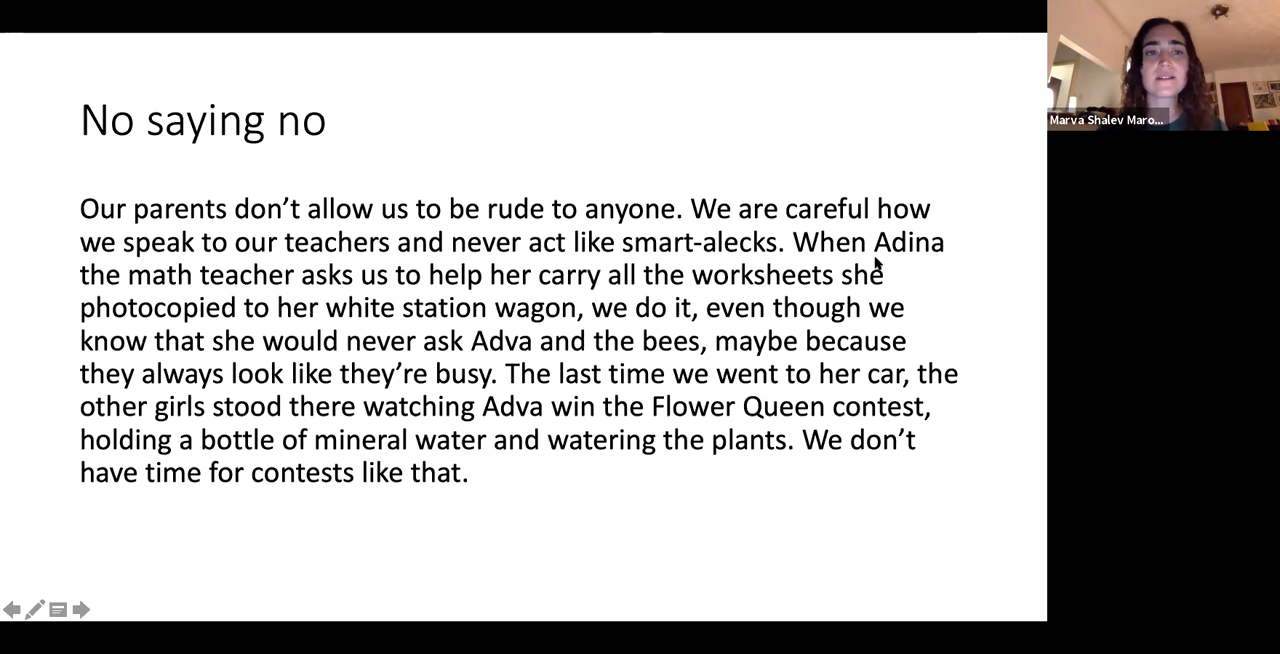 No saying no
Our parents don’t allow us to be rude to anyone. We are careful how
we speak to our teachers and never act like smart-alecks. When Adina
the math teacher asks us to help her carry all the worksheets she
photocopied to her white station wagon, we do it, even though we
know that she would never ask Adva and the bees, maybe because
they always look like they’re busy. The last time we went to her car, the
other girls stood there watching Adva win the Flower Queen contest,
holding a bottle of mineral water and watering the plants. We don’t
have time for contests like that.
Marva Shalev Maro...